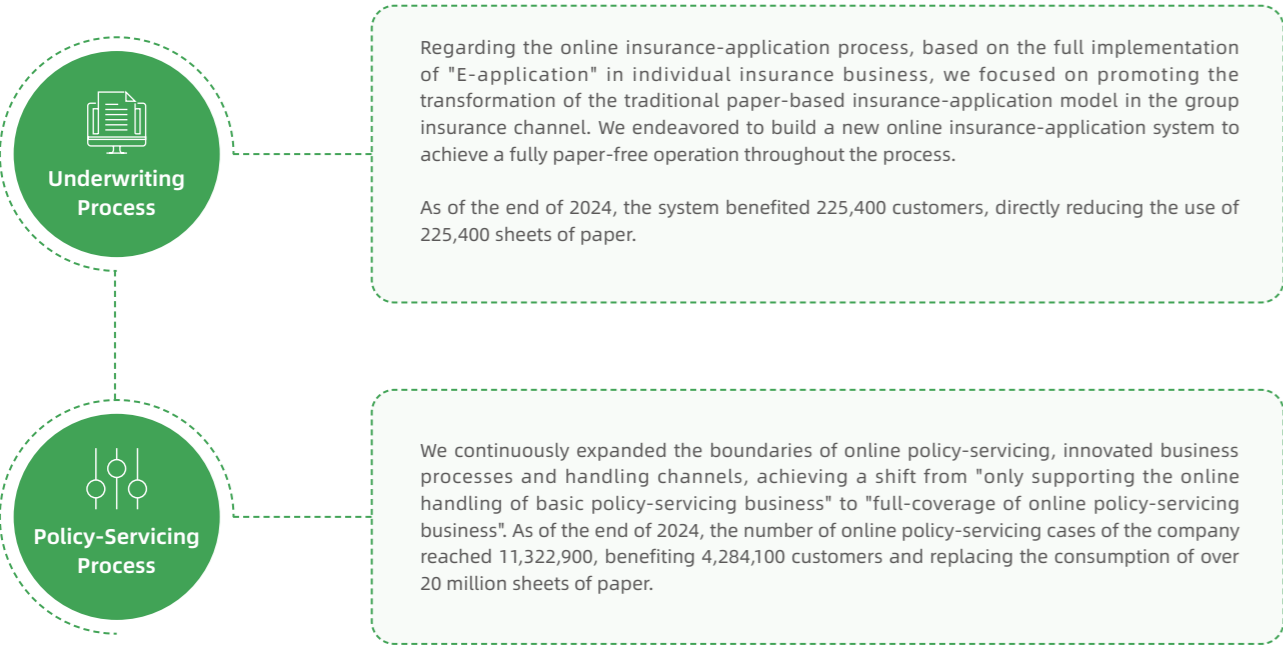 Underwriting
Process
Regarding the online insurance-application process, based on the full implementation
of "E-application" in individual insurance business, we focused on promoting the
transformation of the traditional paper-based insurance-application model in the group
insurance channel. We endeavored to build a new online insurance-application system to
achieve a fully paper-free operation throughout the process.
As of the end of 2024, the system benefited 225,400 customers, directly reducing the use of
225,400 sheets of paper.
Policy-Servicing
Process
We continuously expanded the boundaries of online policy-servicing, innovated business
processes and handling channels, achieving a shift from "only supporting the online
handling of basic policy-servicing business" to "full-coverage of online policy-servicing
business". As of the end of 2024, the number of online policy-servicing cases of the company
reached 11,322,900, benefiting 4,284,100 customers and replacing the consumption of over
20 million sheets of paper.